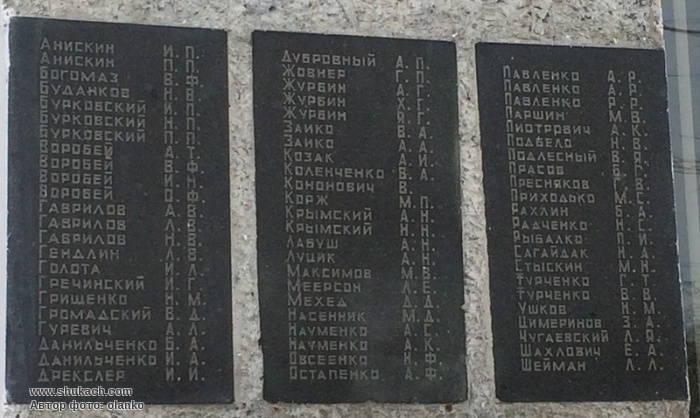 Анискин И. П.
Анискин П. П.
Богомаз В. Ф.
Буданков Н. В.
Бурковский И. П.
Бурковский П. П.
Бурковский П. П.
Воробей А. Т.
Воробей В. Ф.
Воробей И. Н.
Воробей О. Ф.
Гаврилов А. В.
Гаврилов Л. В.
Гаврилов Н. В.
Гендлин Л. В.
Голота И. Л.
Гречинский И. Г.
Грищенко Н. М.
Громадский В. Д.
Гуревич А. Л.
Данильченко Б. А.
Данильченко И. А.
Дрекслер И. И.
Дубровный А. П.
Жовнер Г. П.
Журбин А. Г.
Журбин Х. Г.
Журбин Я. Г.
Заико В. А.
Заико А. А.
Козак А. И.
Коленченко В. А.
Кононович В.
Корж М. П.
Крымский А. Н.
Крымский Н. Н.
Лабуш А. Н.
Луцик А. Н.
Максимов М. В.
Меерсон Л. Е.
Мехед Д. Д.
Насенник М. Д.
Науменко А. С.
Науменко А. К.
Овсеенко Н. Ф.
Остапенко А. Ф.
Павленко А. Р.
Павленко А. Р.
Павленко Р. Р.
Паршин М. В.
Пиотрович А. К.
Подвело Н. В.
Подлесный В. Я.
Прасов Б. Г.
Пресняков Г. В.
Приходько М. С.
Рахлин Б. А.
Радченко Н. С.
Рыбалко П. И.
Сагайдак Н. А.
Стыскин М. Н.
Турченко Г. Т.
Турченко В. В.
Ушков Н. М.
Цимеринов З. А.
Чугаевский Л. Я.
Шахлович Е. А.
Шейман Л. Л.
www.shukach.com
Автор фото: olanko